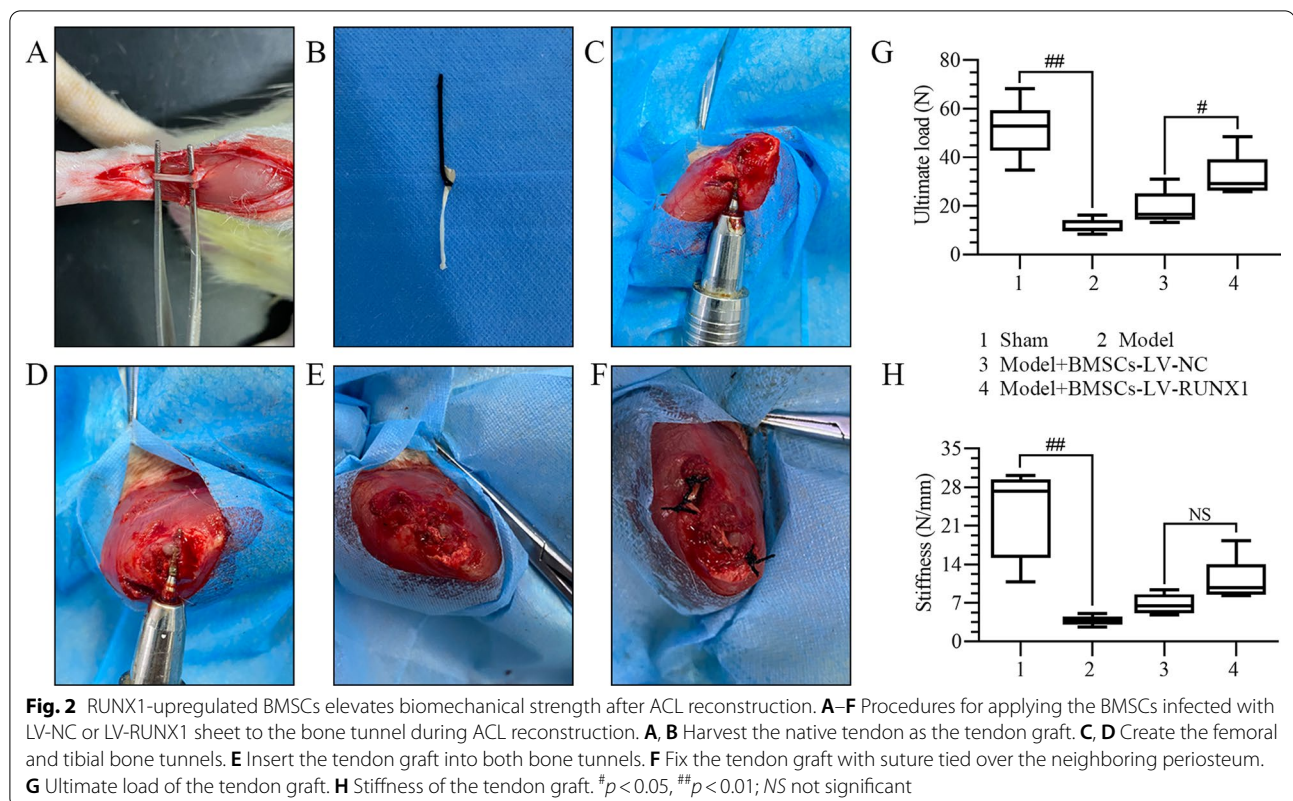 A
B
C
D
E
F
G
Ultimate load (N)
80
60
40
20
0
##
#
1 2 3 4
1 Sham 2 Model
3 Model+BMSCs-LV-NC
4 Model+BMSCs-LV-RUNX1
H
Stiffness (N/mm)
35
28
21
14
7
0
##
NS
1 2 3 4
Fig. 2 RUNX1-upregulated BMSCs elevates biomechanical strength after ACL reconstruction. A–F Procedures for applying the BMSCs infected with
LV-NC or LV-RUNX1 sheet to the bone tunnel during ACL reconstruction. A, B Harvest the native tendon as the tendon graft. C, D Create the femoral
and tibial bone tunnels. E Insert the tendon graft into both bone tunnels. F Fix the tendon graft with suture tied over the neighboring periosteum.
G Ultimate load of the tendon graft. H Stiffness of the tendon graft. #p < 0.05, ##p < 0.01; NS not significant